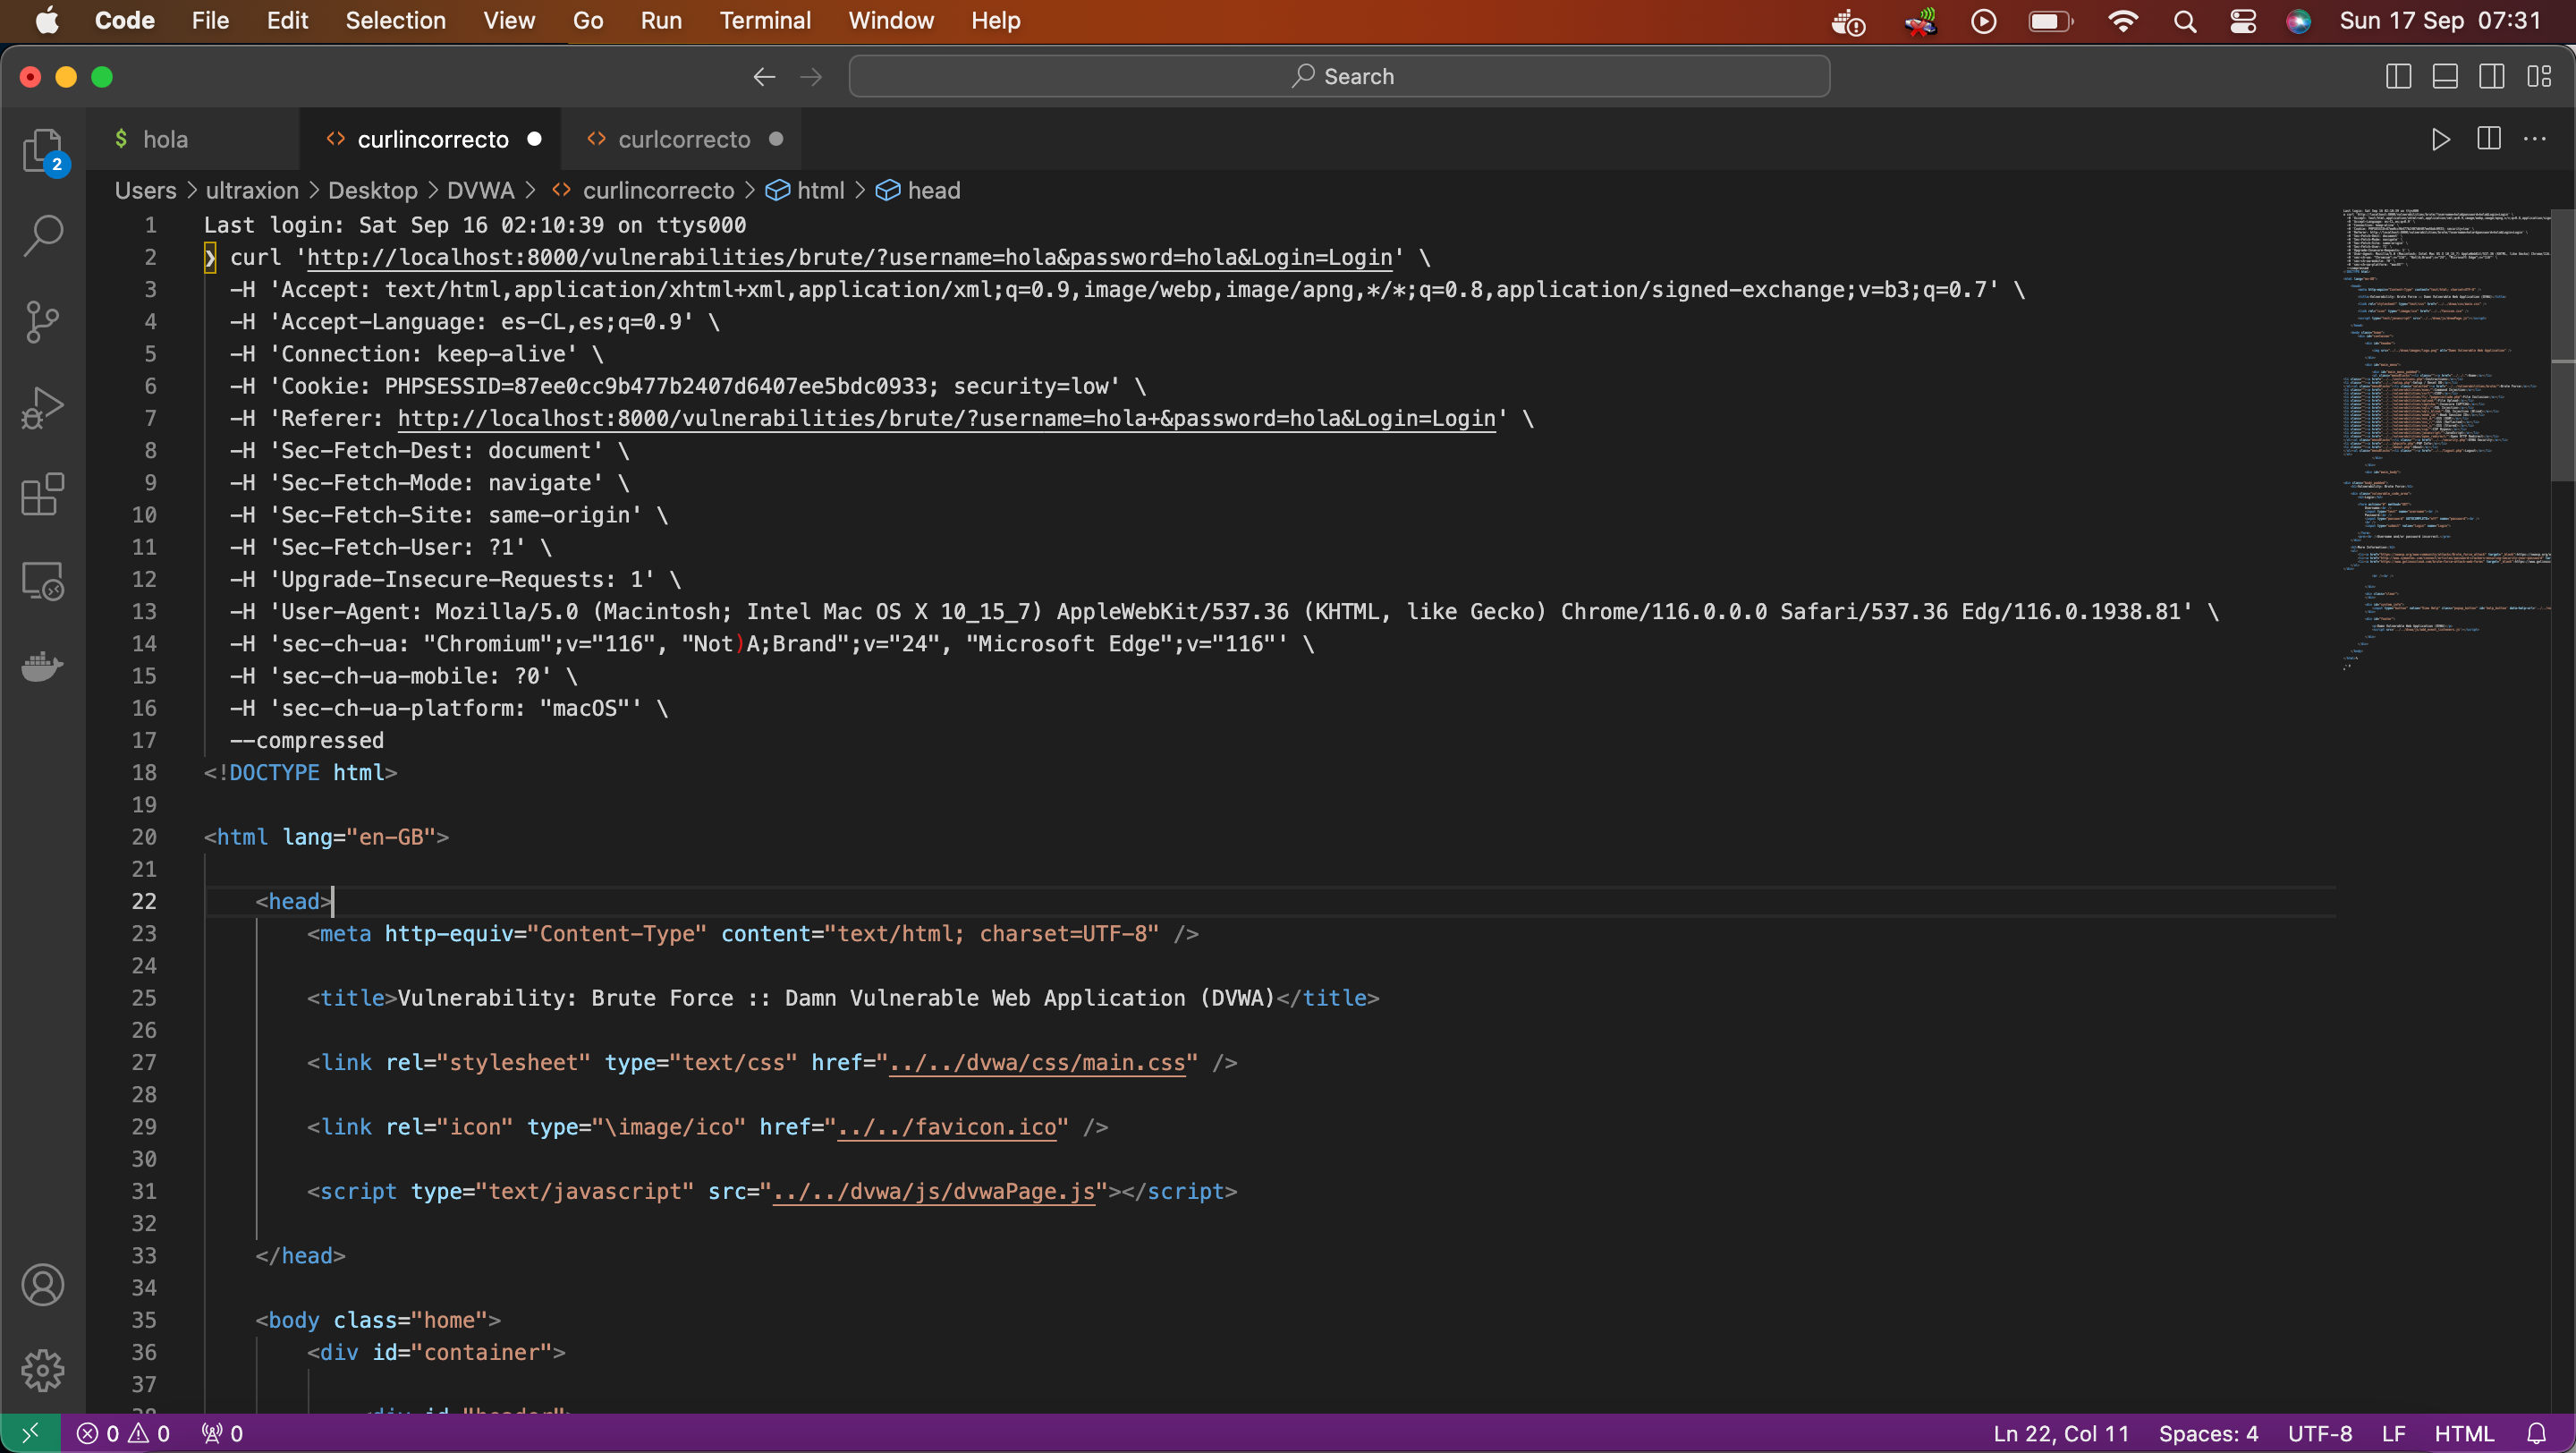 Code File Edit Selection View Go Run Terminal Window Help Sun 17 Sep 07:31
Search
2
$ hola <> curlincorrecto <> curlcorrecto
Users > ultraxion > Desktop > DVWA > <> curlincorrecto > html > head
1 Last login: Sat Sep 16 02:10:39 on ttys000
2 ❯ curl 'http://localhost:8000/vulnerabilities/brute/?username=hola&password=hola&Login=Login' \
3 -H 'Accept: text/html,application/xhtml+xml,application/xml;q=0.9,image/webp,image/apng,*/*;q=0.8,application/signed-exchange;v=b3;q=0.7' \
4 -H 'Accept-Language: es-CL,es;q=0.9' \
5 -H 'Connection: keep-alive' \
6 -H 'Cookie: PHPSESSID=87ee0cc9b477b2407d6407ee5bdc0933; security=low' \
7 -H 'Referer: http://localhost:8000/vulnerabilities/brute/?username=hola+&password=hola&Login=Login' \
8 -H 'Sec-Fetch-Dest: document' \
9 -H 'Sec-Fetch-Mode: navigate' \
10 -H 'Sec-Fetch-Site: same-origin' \
11 -H 'Sec-Fetch-User: ?1' \
12 -H 'Upgrade-Insecure-Requests: 1' \
13 -H 'User-Agent: Mozilla/5.0 (Macintosh; Intel Mac OS X 10_15_7) AppleWebKit/537.36 (KHTML, like Gecko) Chrome/116.0.0.0 Safari/537.36 Edg/116.0.1938.81' \
14 -H 'sec-ch-ua: "Chromium";v="116", "Not)A;Brand";v="24", "Microsoft Edge";v="116"' \
15 -H 'sec-ch-ua-mobile: ?0' \
16 -H 'sec-ch-ua-platform: "macOS"' \
17 --compressed
18 <!DOCTYPE html>
19
20 <html lang="en-GB">
21
22 <head>
23 <meta http-equiv="Content-Type" content="text/html; charset=UTF-8" />
24
25 <title>Vulnerability: Brute Force :: Damn Vulnerable Web Application (DVWA)</title>
26
27 <link rel="stylesheet" type="text/css" href="../../dvwa/css/main.css" />
28
29 <link rel="icon" type="\image/ico" href="../../favicon.ico" />
30
31 <script type="text/javascript" src="../../dvwa/js/dvwaPage.js"></script>
32
33 </head>
34
35 <body class="home">
36 <div id="container">
37
38 <div id="header">
0 0 0 Ln 22, Col 11 Spaces: 4 UTF-8 LF HTML